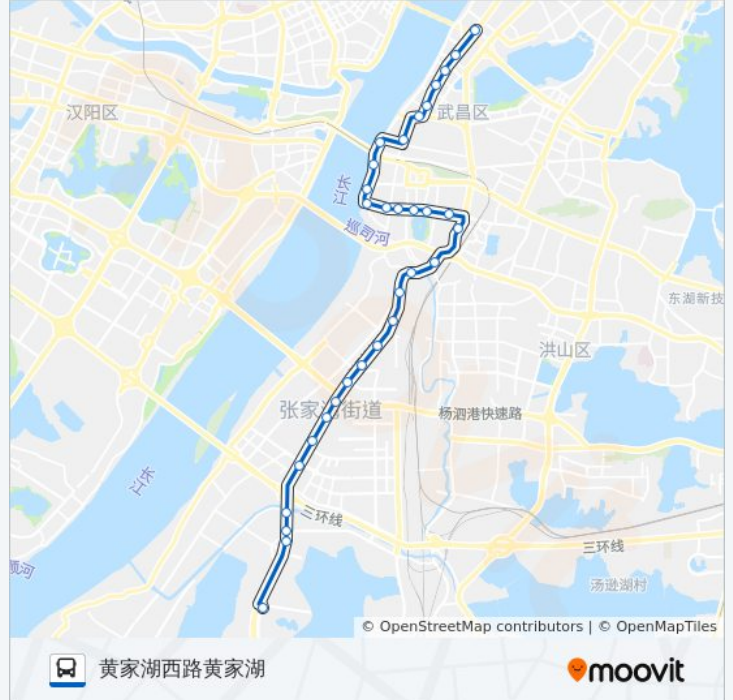 汉阳区
武昌区
长江
巡司河
东湖新技
洪山区
张家湾街道
杨泗港快速路
长江
三环线
三环线
汤逊湖村
顾河
© OpenStreetMap contributors | © OpenMapTiles
黄家湖西路黄家湖
moovit